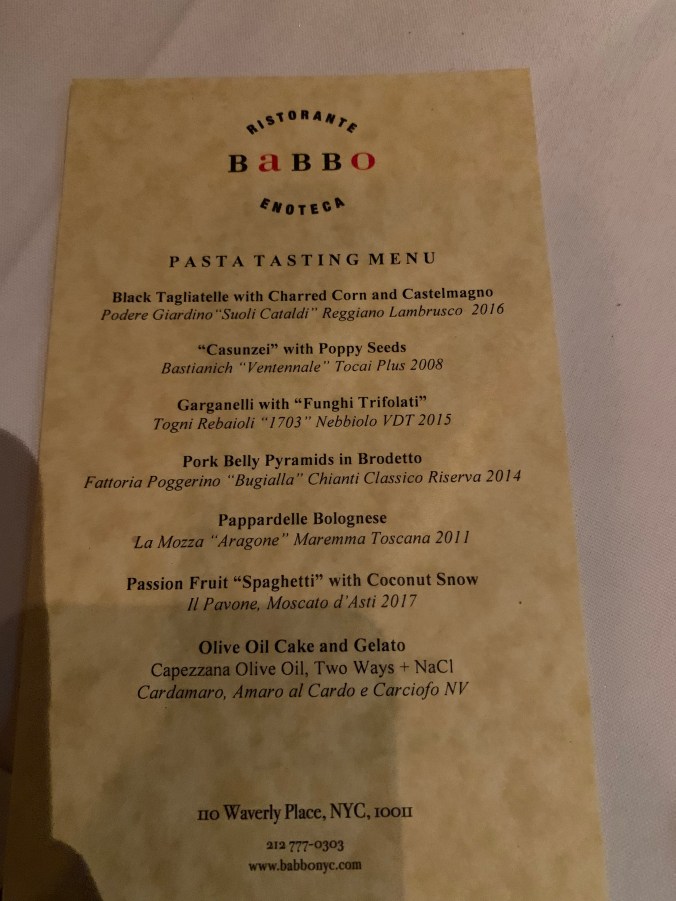 RISTORANTE
BaBBO
ENOTECA
PASTA TASTING MENU
Black Tagliatelle with Charred Corn and Castelmagno
Podere Giardino“Suoli Cataldi” Reggiano Lambrusco 2016
“Casunzei” with Poppy Seeds
Bastianich “Ventennale” Tocai Plus 2008
Garganelli with “Funghi Trifolati”
Togni Rebaioli “1703” Nebbiolo VDT 2015
Pork Belly Pyramids in Brodetto
Fattoria Poggerino “Bugialla” Chianti Classico Riserva 2014
Pappardelle Bolognese
La Mozza “Aragone” Maremma Toscana 2011
Passion Fruit “Spaghetti” with Coconut Snow
Il Pavone, Moscato d’Asti 2017
Olive Oil Cake and Gelato
Capezzana Olive Oil, Two Ways + NaCl
Cardamaro, Amaro al Cardo e Carciofo NV
110 Waverly Place, NYC, 10011
212 777-0303
www.babbonyc.com